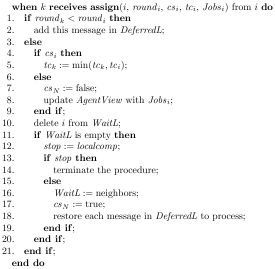 when k receives assign(i, round_i, cs_i, tc_i, Jobs_i) from i do
1. if round_k < round_i then
2. add this message in DeferredL;
3. else
4. if cs_i then
5. tc_k := min(tc_k, tc_i);
6. else
7. cs_N := false;
8. update AgentView with Jobs_i;
9. end if;
10. delete i from WaitL;
11. if WaitL is empty then
12. stop := localcomp;
13. if stop then
14. terminate the procedure;
15. else
16. WaitL := neighbors;
17. cs_N := true;
18. restore each message in DeferredL to process;
19. end if;
20. end if;
21. end if;
end do